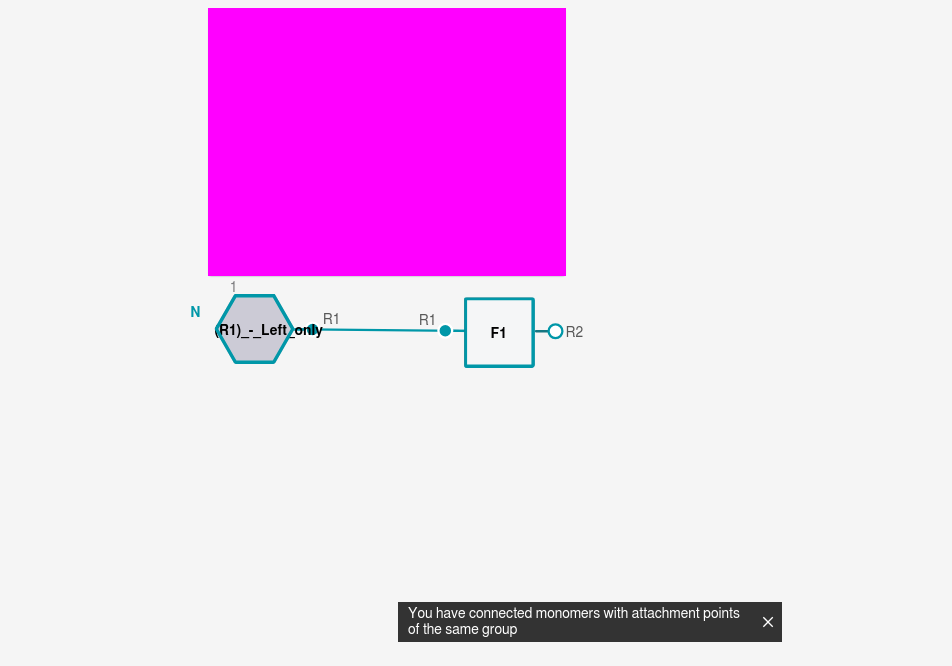 1
N
(R1)_-_Left_only
R1
R1
F1
R2
You have connected monomers with attachment points
of the same group